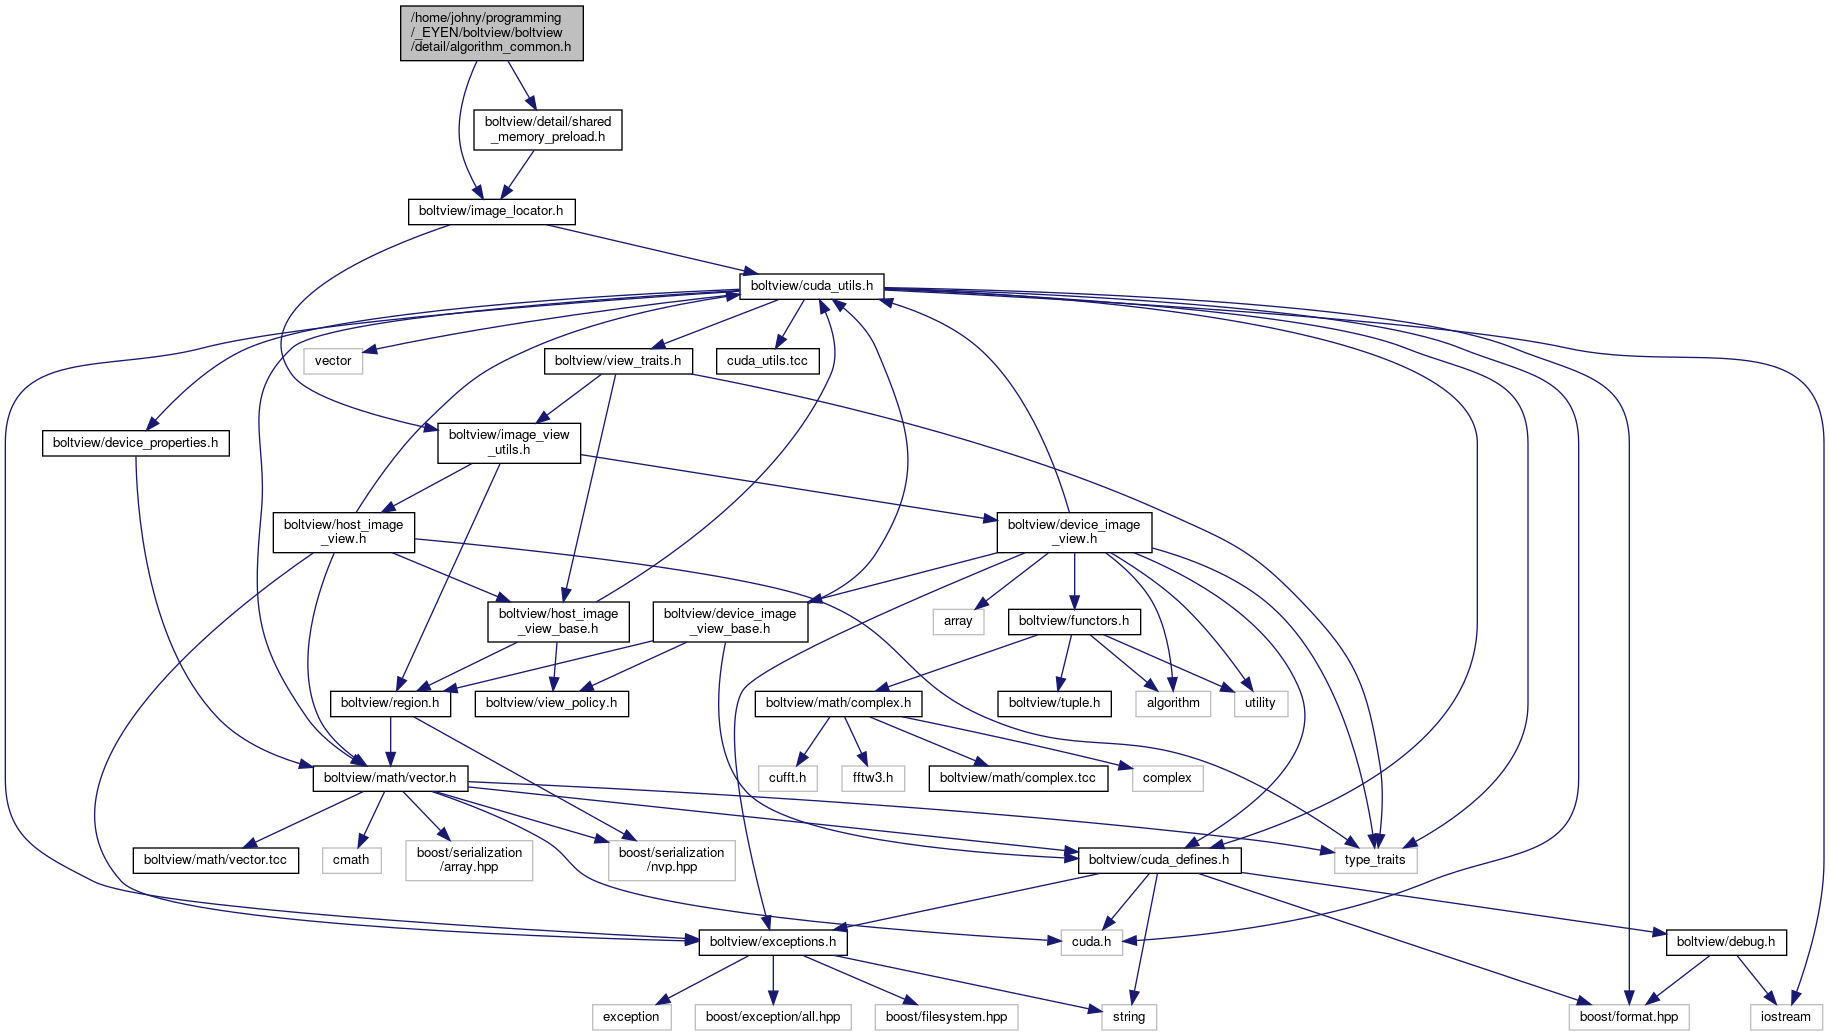 /home/johny/programming
/_EYEN/boltview/boltview
/detail/algorithm_common.h
boltview/detail/shared
_memory_preload.h
boltview/image_locator.h
boltview/cuda_utils.h
vector
boltview/view_traits.h
cuda_utils.tcc
boltview/device_properties.h
boltview/image_view
_utils.h
boltview/host_image
_view.h
boltview/device_image
_view.h
boltview/host_image
_view_base.h
boltview/device_image
_view_base.h
array
boltview/functors.h
boltview/region.h
boltview/view_policy.h
boltview/math/complex.h
boltview/tuple.h
algorithm
utility
boltview/math/vector.h
cufft.h
fftw3.h
boltview/math/complex.tcc
complex
boltview/math/vector.tcc
cmath
boost/serialization
/array.hpp
boost/serialization
/nvp.hpp
boltview/cuda_defines.h
type_traits
boltview/exceptions.h
cuda.h
boltview/debug.h
exception
boost/exception/all.hpp
boost/filesystem.hpp
string
boost/format.hpp
iostream